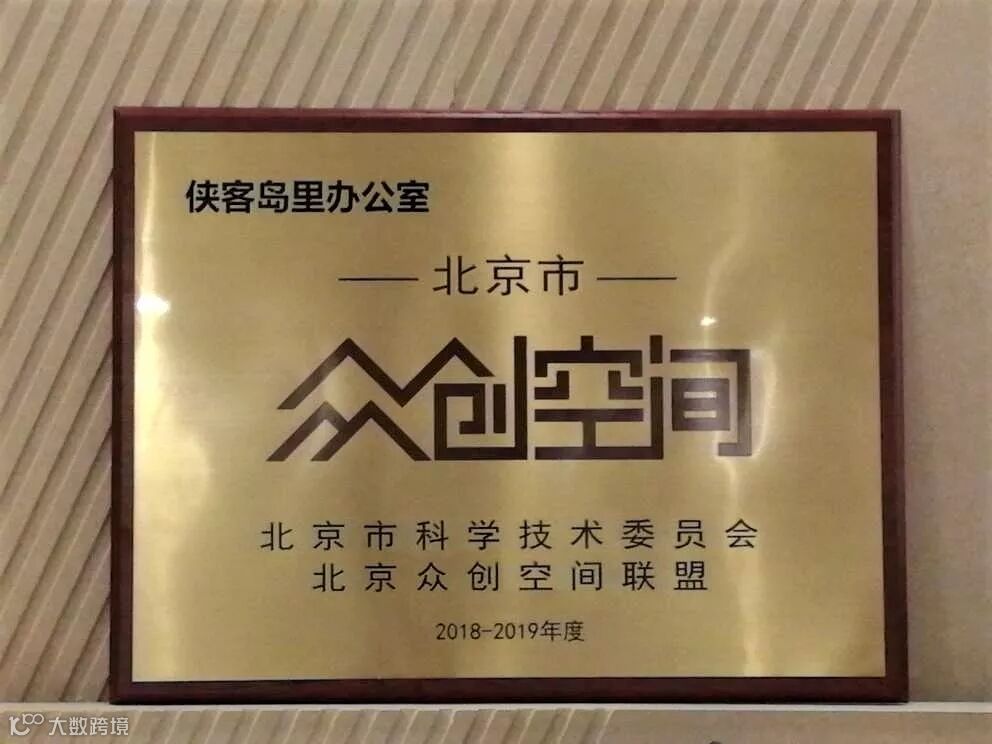 侠客岛里办公室
北京市
众创空间
北京市科学技术委员会
北京众创空间联盟
2018-2019年度
大数跨境